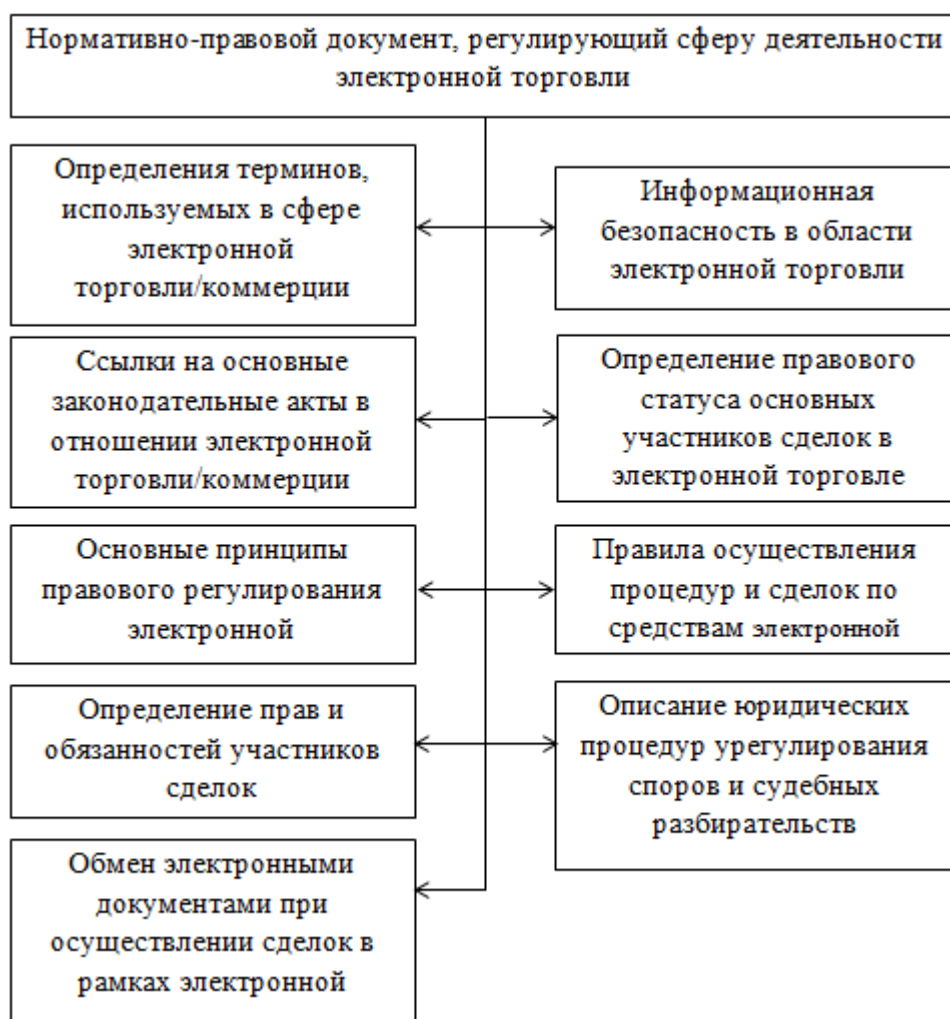 Нормативно-правовой документ, регулирующий сферу деятельности
электронной торговли
Определения терминов,
используемых в сфере
электронной
торговли/коммерции
Информационная
безопасность в области
электронной торговли
Ссылки на основные
законодательные акты в
отношении электронной
торговли/коммерции
Определение правового
статуса основных
участников сделок в
электронной торговле
Основные принципы
правового регулирования
электронной
Правила осуществления
процедур и сделок по
средствам электронной
Определение прав и
обязанностей участников
сделок
Описание юридических
процедур урегулирования
споров и судебных
разбирательств
Обмен электронными
документами при
осуществлении сделок в
рамках электронной